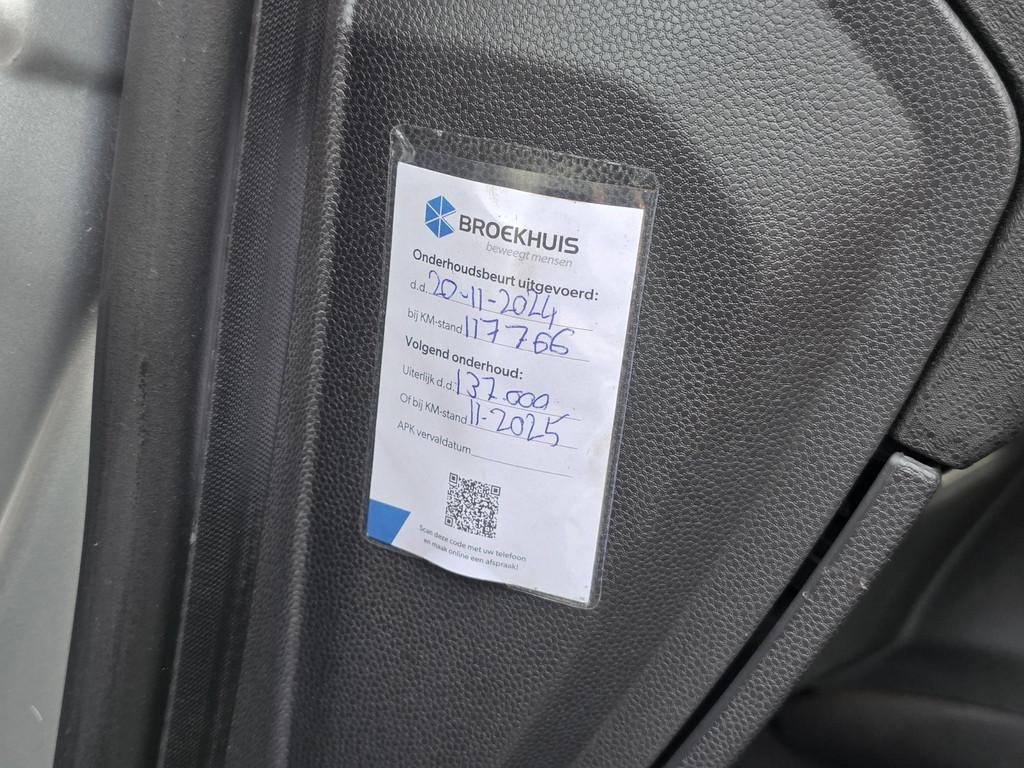 BROEKHUIS
beweegt mensen
Onderhoudsbeurt uitgevoerd:
d.d. 20-11-2024
bij KM-stand 117766
Volgend onderhoud:
Uiterlijk d.d. 137.000
Of bij KM-stand 11-2025
APK vervaldatum
Scan deze code met uw telefoon
en maak online een afspraak!